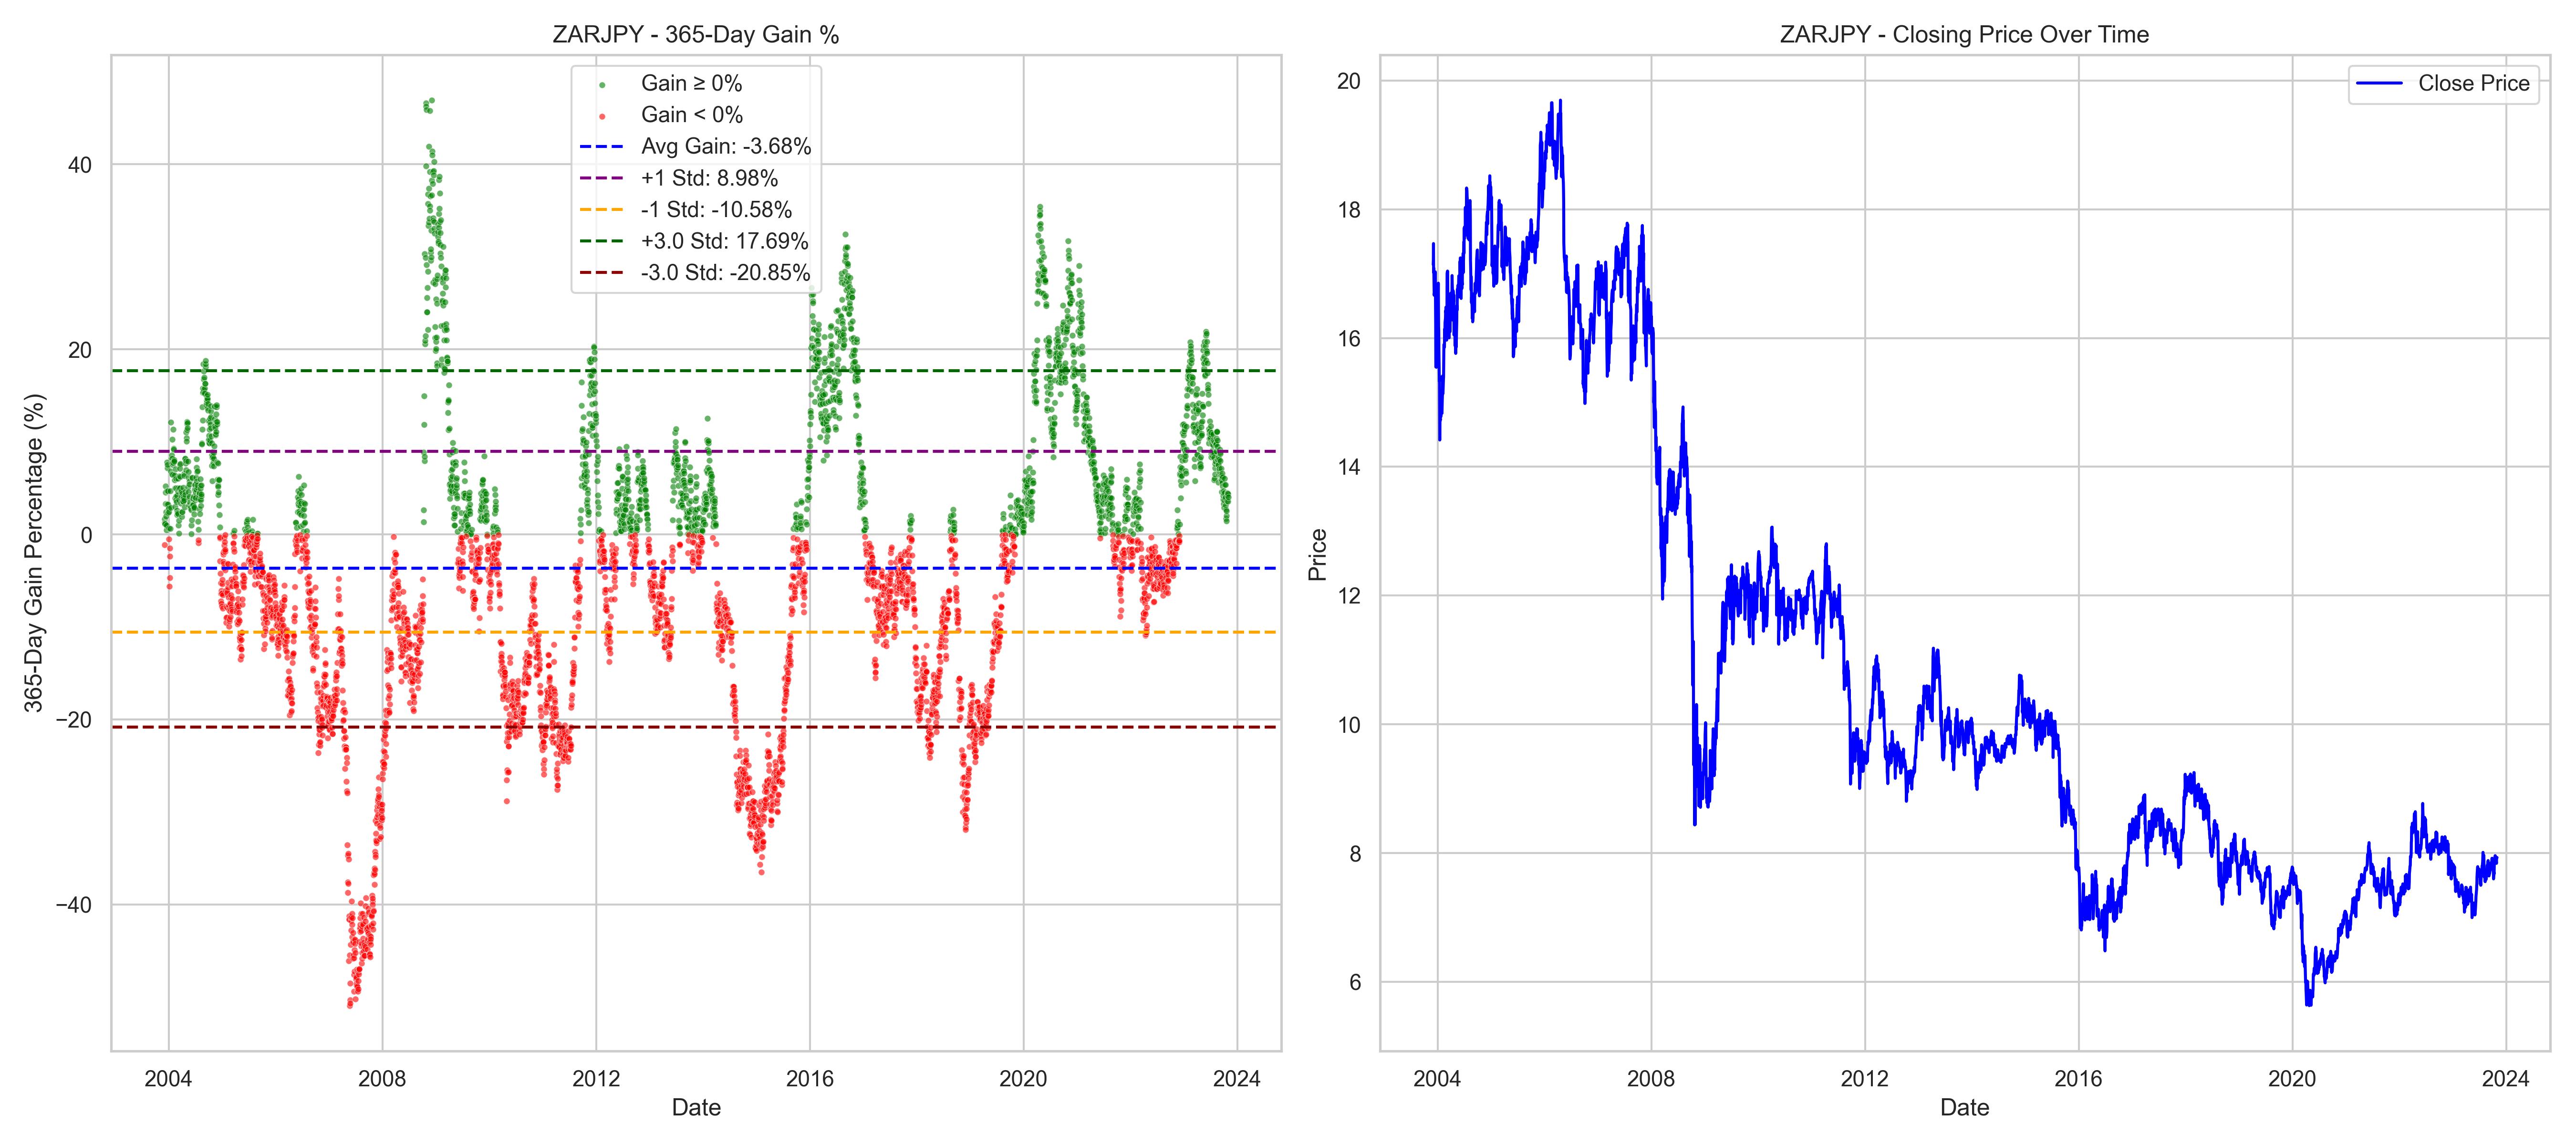 ZARJPY - 365-Day Gain %
Gain ≥ 0%
Gain < 0%
Avg Gain: -3.68%
+1 Std: 8.98%
-1 Std: -10.58%
+3.0 Std: 17.69%
-3.0 Std: -20.85%
365-Day Gain Percentage (%)
40
20
0
−20
−40
2004 2008 2012 2016 2020 2024
Date
ZARJPY - Closing Price Over Time
Close Price
Price
20
18
16
14
12
10
8
6
2004 2008 2012 2016 2020 2024
Date